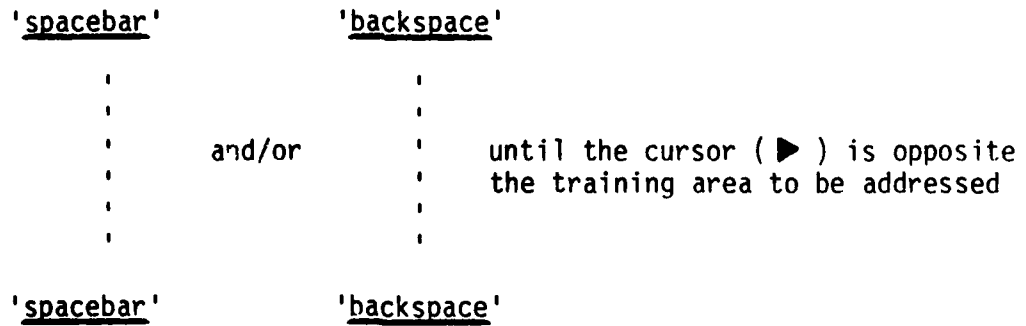 'spacebar' 'backspace'
' '
' '
' and/or ' until the cursor ( ▶ ) is opposite
' ' the training area to be addressed
' '
' '
'spacebar' 'backspace'